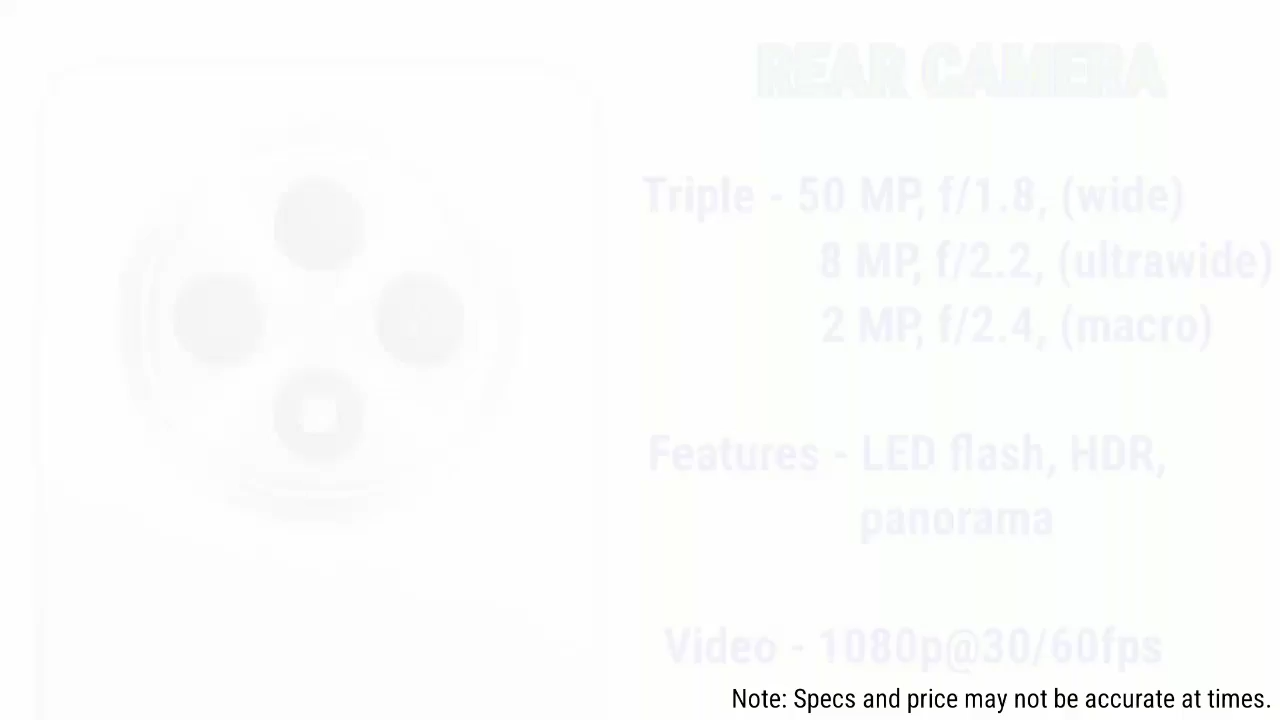 REAR CAMERA
Triple - 50 MP, f/1.8, (wide)
8 MP, f/2.2, (ultrawide)
2 MP, f/2.4, (macro)
Features - LED flash, HDR,
panorama
Video - 1080p@30/60fps
Note: Specs and price may not be accurate at times.